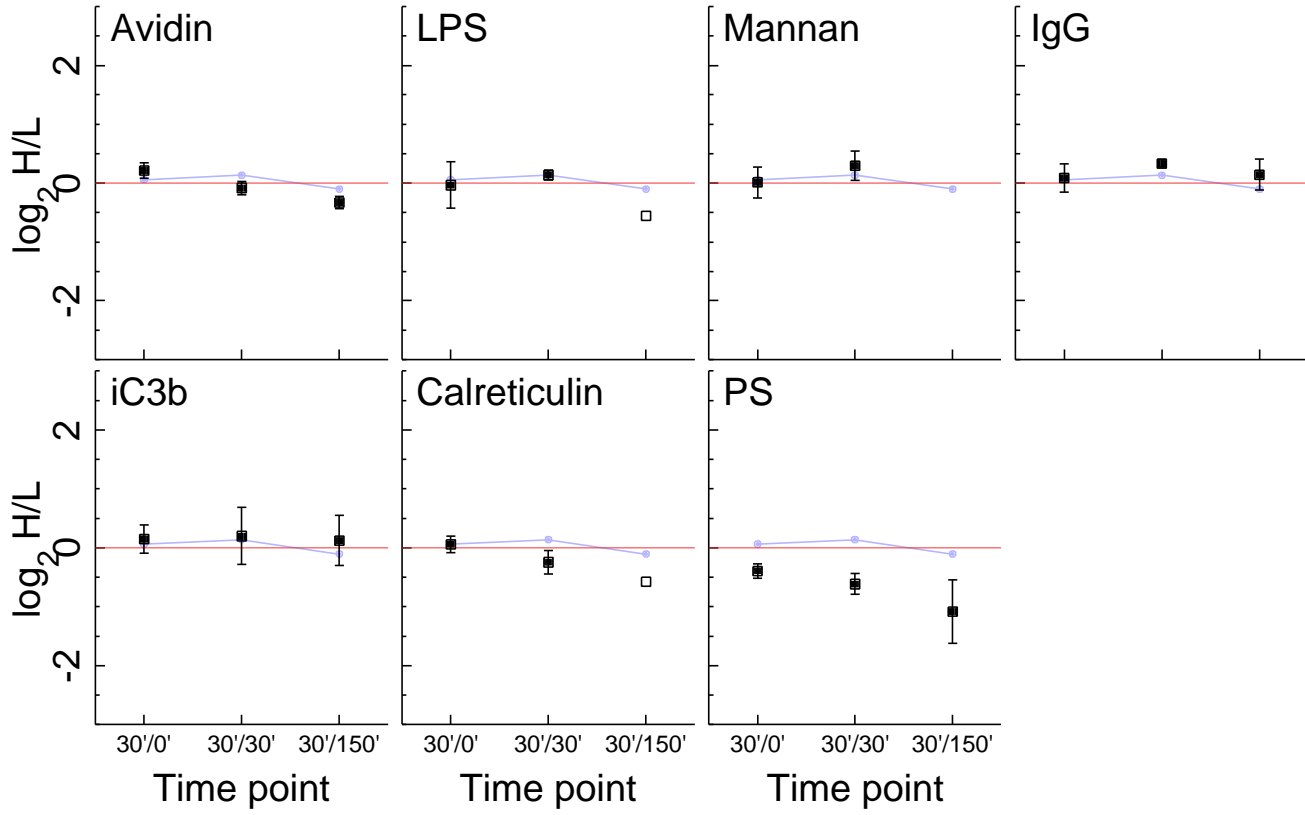 Avidin
LPS
Mannan
IgG
2
0
-2
log2 H/L
iC3b
Calreticulin
PS
2
0
-2
log2 H/L
30'/0' 30'/30' 30'/150'
30'/0' 30'/30' 30'/150'
30'/0' 30'/30' 30'/150'
Time point
Time point
Time point